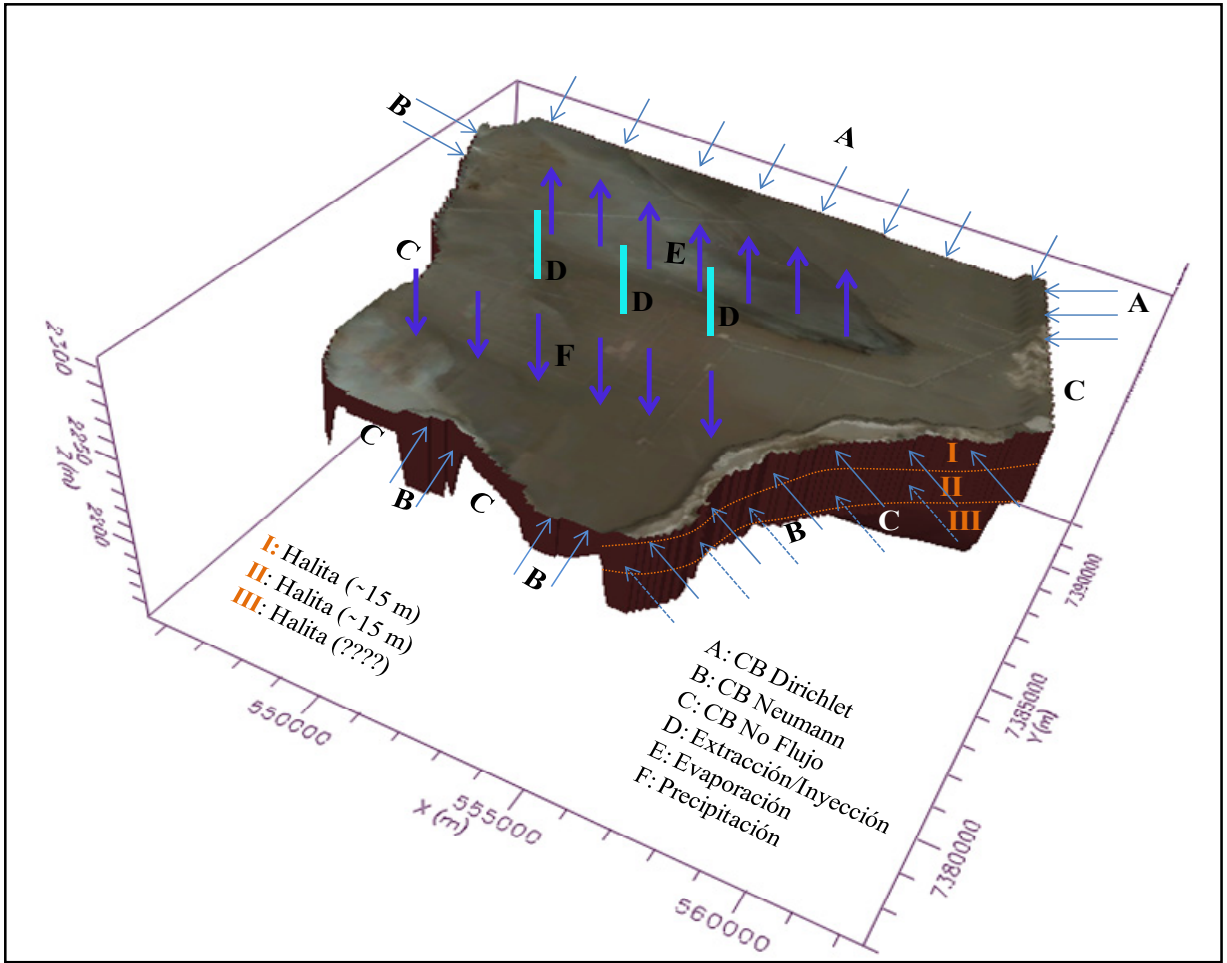 A
B
A
C
E
D
D
D
F
C
C
I
II
III
C
B
C
B
B
2300
2250
Z (m)
2200
I: Halita (~15 m)
II: Halita (~15 m)
III: Halita (????)
A: CB Dirichlet
B: CB Neumann
C: CB No Flujo
D: Extracción/Inyección
E: Evaporación
F: Precipitación
550000
555000
560000
X (m)
7390000
7385000
7380000
Y (m)